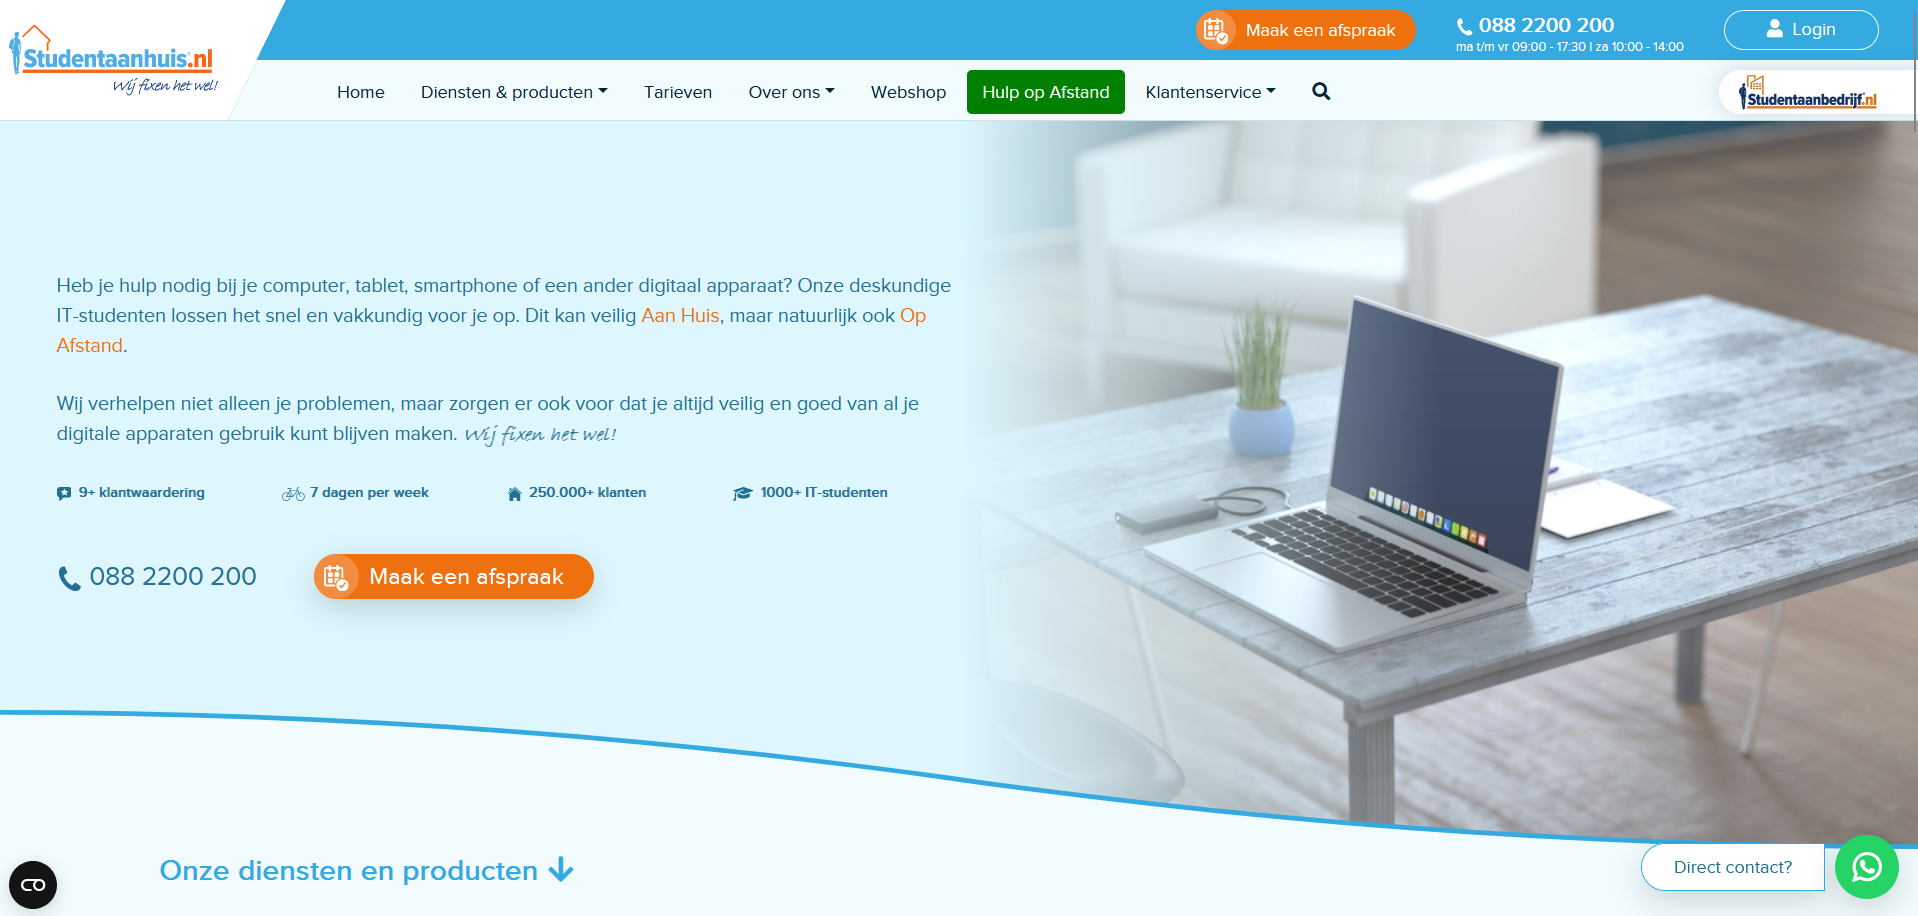 Studentaanhuis.nl
Wij fixen het wel!
Maak een afspraak
088 2200 200
ma t/m vr 09:00 - 17:30 | za 10:00 - 14:00
Login
Home
Diensten & producten
Tarieven
Over ons
Webshop
Hulp op Afstand
Klantenservice
Studentaanbedrijf.nl
Heb je hulp nodig bij je computer, tablet, smartphone of een ander digitaal apparaat? Onze deskundige
IT-studenten lossen het snel en vakkundig voor je op. Dit kan veilig Aan Huis, maar natuurlijk ook Op
Afstand.
Wij verhelpen niet alleen je problemen, maar zorgen er ook voor dat je altijd veilig en goed van al je
digitale apparaten gebruik kunt blijven maken. Wij fixen het wel!
9+ klantwaardering
7 dagen per week
250.000+ klanten
1000+ IT-studenten
088 2200 200
Maak een afspraak
Onze diensten en producten
Direct contact?